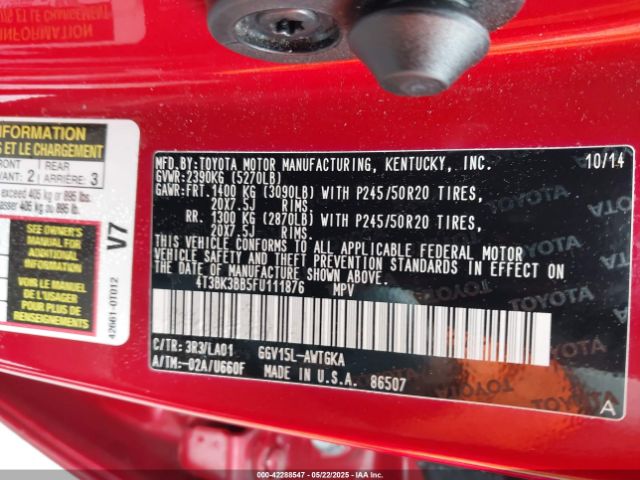 INFORMATION
ES ET LE CHARGEMENT
FRONT
AVANT: 2
REAR
ARRIÈRE: 3
exceed 405 kg or 895 lbs.
405 kg ou 895 lb.
SEE OWNER'S
MANUAL FOR
ADDITIONAL
INFORMATION
VOIR LE MANUEL
DE L'USAGER
POUR PLUS DE
RENSEIGNEMENTS
V7
42661-0T012
MFD.BY:TOYOTA MOTOR MANUFACTURING, KENTUCKY, INC. 10/14
GVWR:2390KG (5270LB)
GAWR:FRT.1400 KG (3090LB) WITH P245/50R20 TIRES,
20X7.5J RIMS,
RR. 1300 KG (2870LB) WITH P245/50R20 TIRES,
20X7.5J RIMS.
THIS VEHICLE CONFORMS TO ALL APPLICABLE FEDERAL MOTOR
VEHICLE SAFETY AND THEFT PREVENTION STANDARDS IN EFFECT ON
THE DATE OF MANUFACTURE SHOWN ABOVE.
4T3BK3BB5FU111876 MPV
C/TR: 3R3/LA01 GGV15L-AWTGKA
A/TM:-02A/U660F MADE IN U.S.A. 86507
A
TOYOTA
000-42288547 - 05/22/2025 - IAA